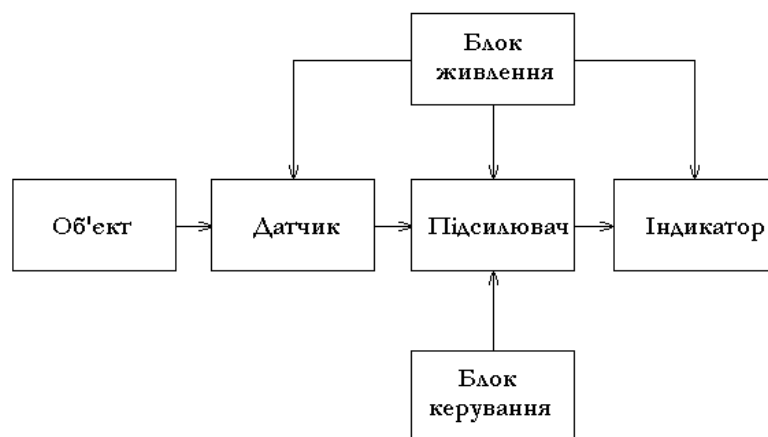 Блок
живлення
Об'єкт
Датчик
Підсилювач
Індикатор
Блок
керування